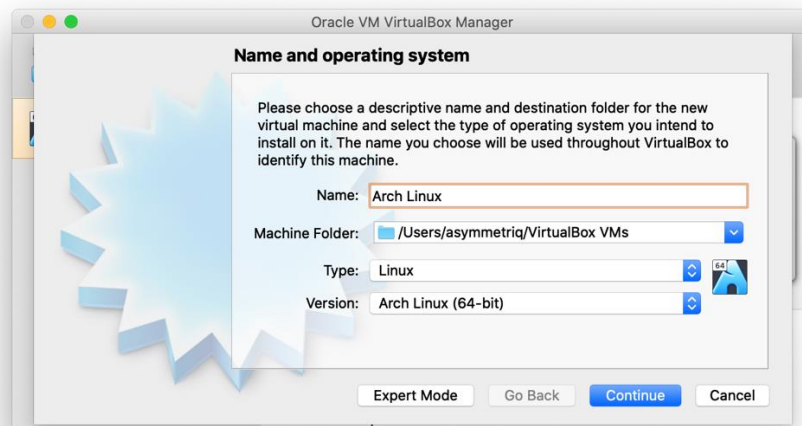 Oracle VM VirtualBox Manager
Name and operating system
Please choose a descriptive name and destination folder for the new
virtual machine and select the type of operating system you intend to
install on it. The name you choose will be used throughout VirtualBox to
identify this machine.
Name: Arch Linux
Machine Folder: /Users/asymmetriq/VirtualBox VMs
Type: Linux
64
Version: Arch Linux (64-bit)
Expert Mode Go Back Continue Cancel